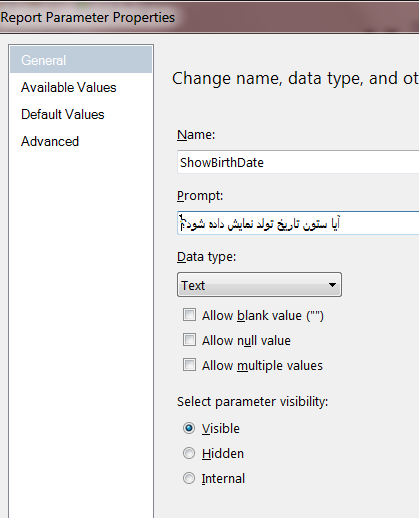 Report Parameter Properties
General
Available Values
Default Values
Advanced
Change name, data type, and ot
Name:
ShowBirthDate
Prompt:
آیا ستون تاریخ تولد نمایش داده شود؟
Data type:
Text
Allow blank value ("")
Allow null value
Allow multiple values
Select parameter visibility:
Visible
Hidden
Internal